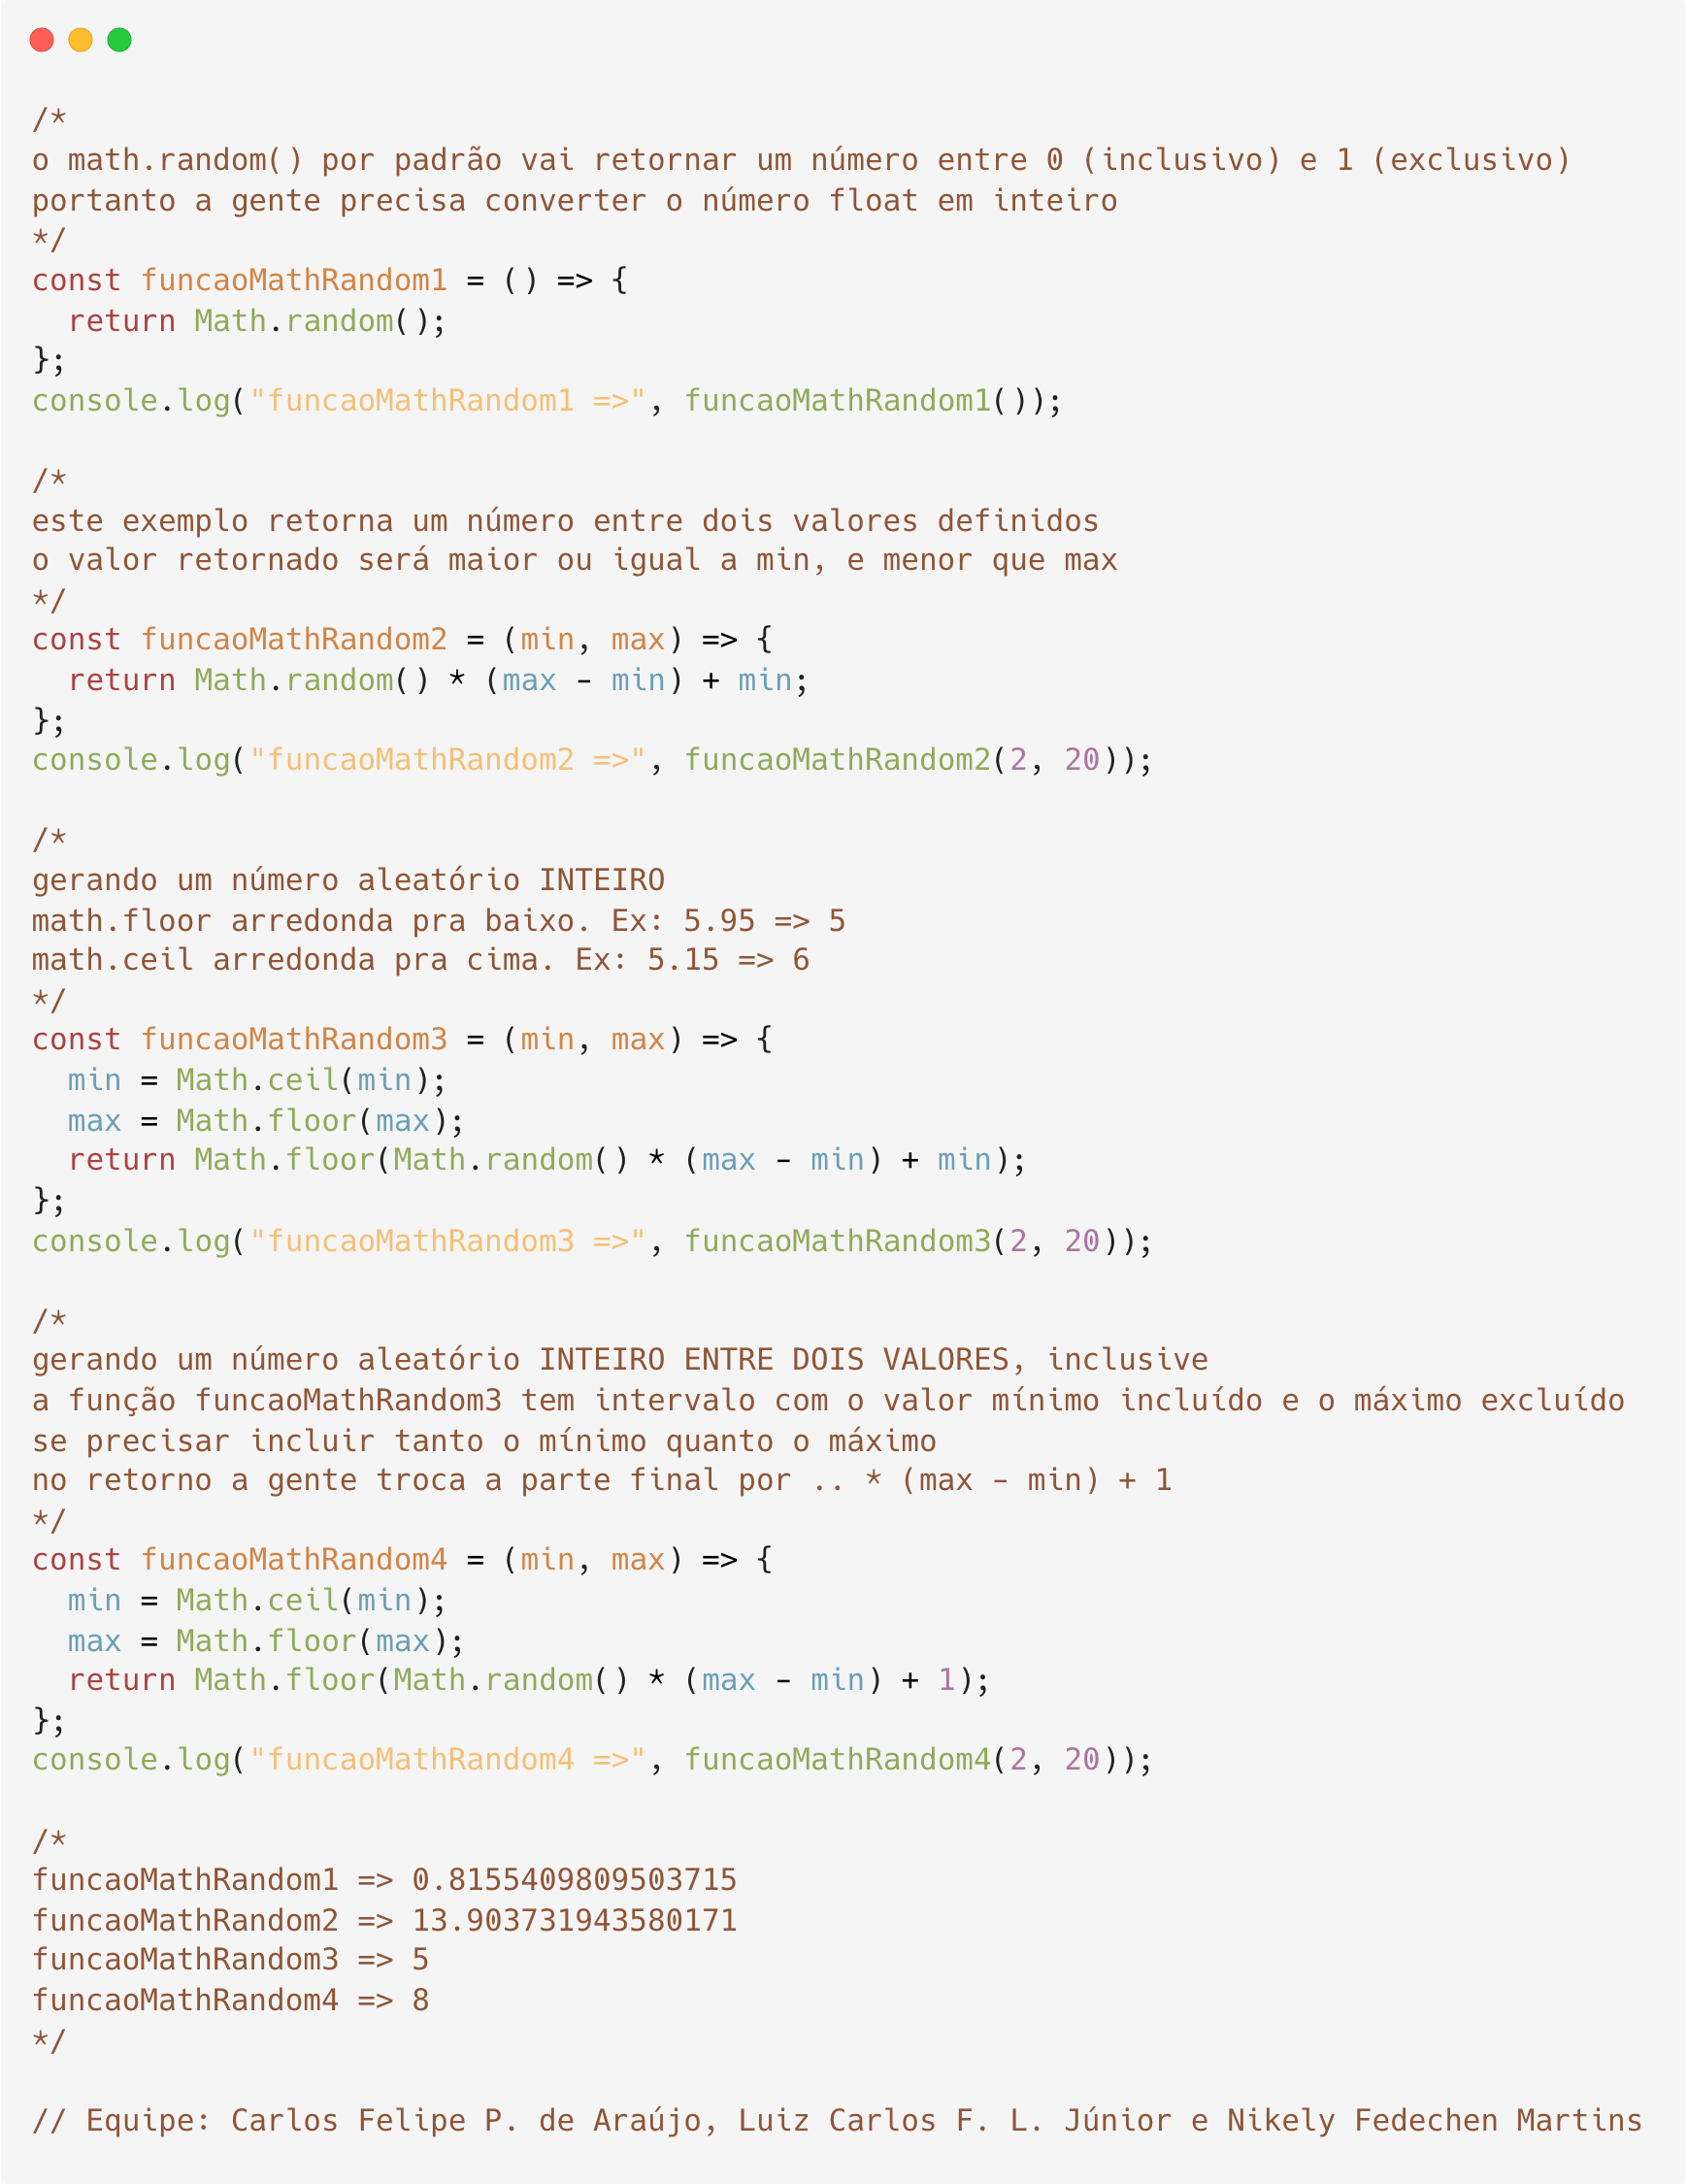 /*
o math.random() por padrão vai retornar um número entre 0 (inclusivo) e 1 (exclusivo)
portanto a gente precisa converter o número float em inteiro
*/
const funcaoMathRandom1 = () => {
  return Math.random();
};
console.log("funcaoMathRandom1 =>", funcaoMathRandom1());

/*
este exemplo retorna um número entre dois valores definidos
o valor retornado será maior ou igual a min, e menor que max
*/
const funcaoMathRandom2 = (min, max) => {
  return Math.random() * (max - min) + min;
};
console.log("funcaoMathRandom2 =>", funcaoMathRandom2(2, 20));

/*
gerando um número aleatório INTEIRO
math.floor arredonda pra baixo. Ex: 5.95 => 5
math.ceil arredonda pra cima. Ex: 5.15 => 6
*/
const funcaoMathRandom3 = (min, max) => {
  min = Math.ceil(min);
  max = Math.floor(max);
  return Math.floor(Math.random() * (max - min) + min);
};
console.log("funcaoMathRandom3 =>", funcaoMathRandom3(2, 20));

/*
gerando um número aleatório INTEIRO ENTRE DOIS VALORES, inclusive
a função funcaoMathRandom3 tem intervalo com o valor mínimo incluído e o máximo excluído
se precisar incluir tanto o mínimo quanto o máximo
no retorno a gente troca a parte final por .. * (max - min) + 1
*/
const funcaoMathRandom4 = (min, max) => {
  min = Math.ceil(min);
  max = Math.floor(max);
  return Math.floor(Math.random() * (max - min) + 1);
};
console.log("funcaoMathRandom4 =>", funcaoMathRandom4(2, 20));

/*
funcaoMathRandom1 => 0.8155409809503715
funcaoMathRandom2 => 13.903731943580171
funcaoMathRandom3 => 5
funcaoMathRandom4 => 8
*/

// Equipe: Carlos Felipe P. de Araújo, Luiz Carlos F. L. Júnior e Nikely Fedechen Martins